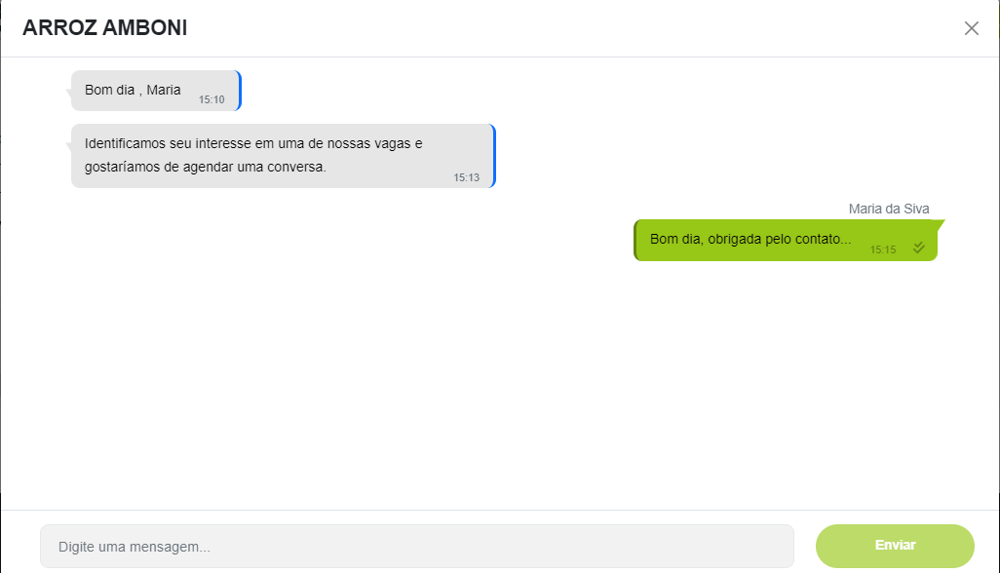 ARROZ AMBONI
Bom dia , Maria
15:10
Identificamos seu interesse em uma de nossas vagas e
gostaríamos de agendar uma conversa.
15:13
Maria da Siva
Bom dia, obrigada pelo contato...
15:15
Digite uma mensagem...
Enviar